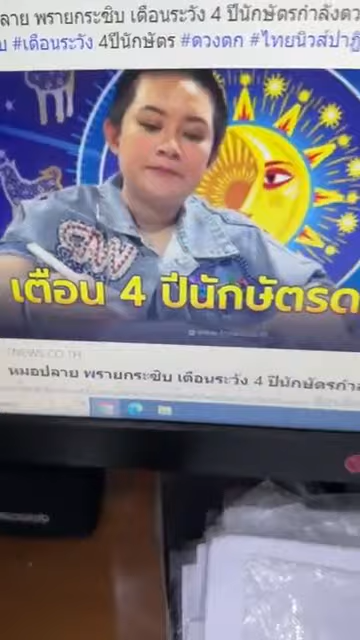 ลาย พรายกระซิบ เตือนระวัง 4 ปีนักษัตรกำลังดว
#เตือนระวัง 4ปีนักษัตร #ดวงตก #ไทยนิวส์ปาฏิ
เตือน 4 ปีนักษัตรด
NEWS.CO.TH
หมอปลาย พรายกระซิบ เตือนระวัง 4 ปีนักษัตรกำล